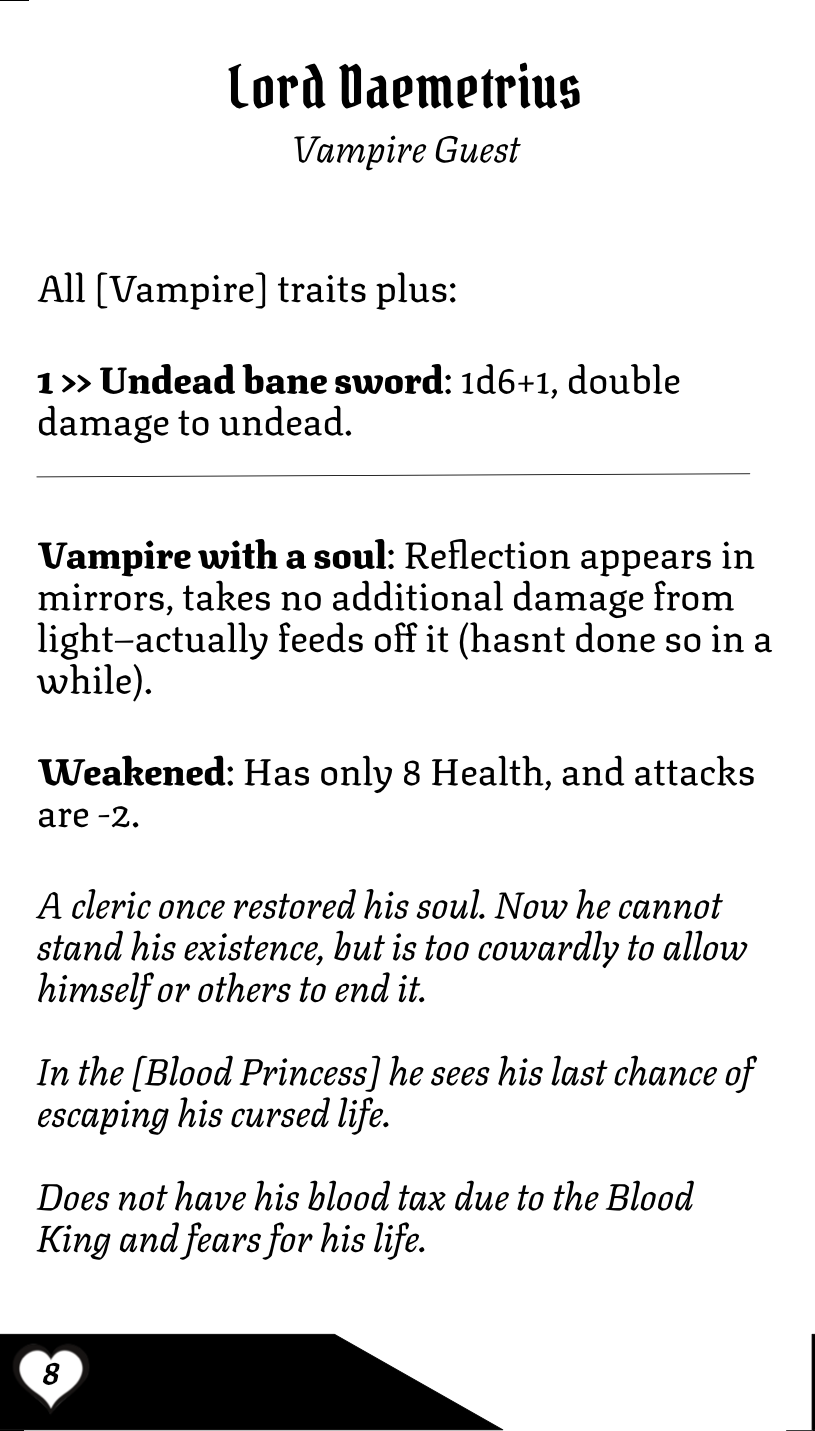 Lord Daemetrius
Vampire Guest
All [Vampire] traits plus:
1 >> Undead bane sword: 1d6+1, double
damage to undead.
Vampire with a soul: Reflection appears in
mirrors, takes no additional damage from
light–actually feeds off it (hasnt done so in a
while).
Weakened: Has only 8 Health, and attacks
are -2.
A cleric once restored his soul. Now he cannot
stand his existence, but is too cowardly to allow
himself or others to end it.
In the [Blood Princess] he sees his last chance of
escaping his cursed life.
Does not have his blood tax due to the Blood
King and fears for his life.
8